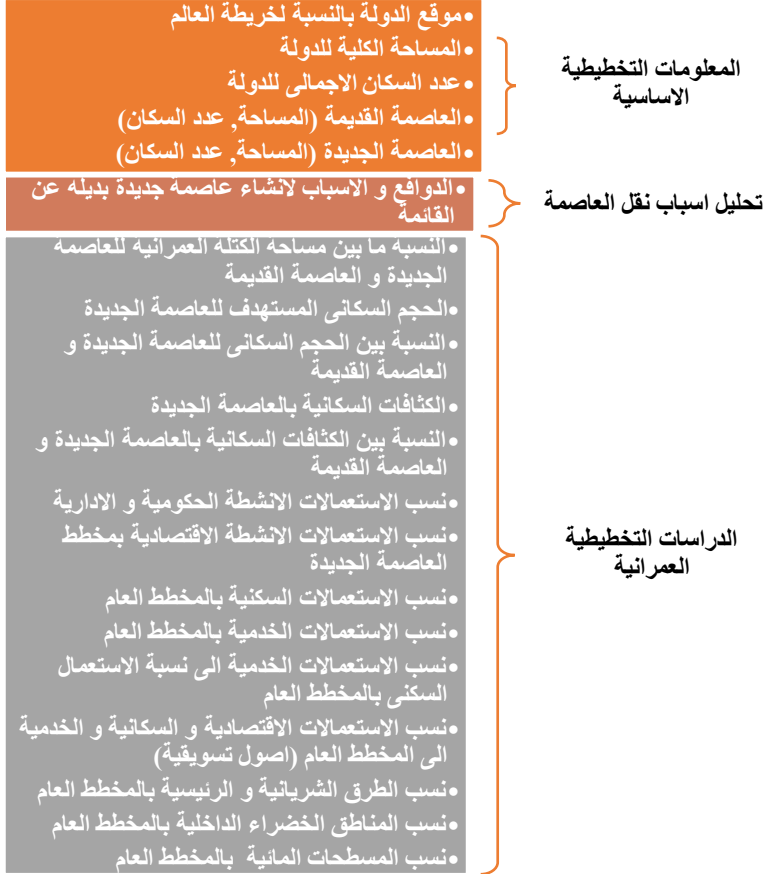 •موقع الدولة بالنسبة لخريطة العالم
•المساحة الكلية للدولة
•عدد السكان الاجمالى للدولة
•العاصمة القديمة (المساحة, عدد السكان)
•العاصمة الجديدة (المساحة, عدد السكان)
المعلومات التخطيطية
الاساسية
•الدوافع و الاسباب لانشاء عاصمة جديدة بديله عن
القائمة
تحليل اسباب نقل العاصمة
•النسبة ما بين مساحة الكتلة العمرانية للعاصمة
الجديدة و العاصمة القديمة
•الحجم السكانى المستهدف للعاصمة الجديدة
•النسبة بين الحجم السكانى للعاصمة الجديدة و
العاصمة القديمة
•الكثافات السكانية بالعاصمة الجديدة
•النسبة بين الكثافات السكانية بالعاصمة الجديدة و
العاصمة القديمة
•نسب الاستعمالات الانشطة الحكومية و الادارية
•نسب الاستعمالات الانشطة الاقتصادية بمخطط
العاصمة الجديدة
•نسب الاستعمالات السكنية بالمخطط العام
•نسب الاستعمالات الخدمية بالمخطط العام
•نسب الاستعمالات الخدمية الى نسبة الاستعمال
السكنى بالمخطط العام
•نسب الاستعمالات الاقتصادية و السكانية و الخدمية
الى المخطط العام (اصول تسويقية)
•نسب الطرق الشريانية و الرئيسية بالمخطط العام
•نسب المناطق الخضراء الداخلية بالمخطط العام
•نسب المسطحات المائية بالمخطط العام
الدراسات التخطيطية
العمرانية